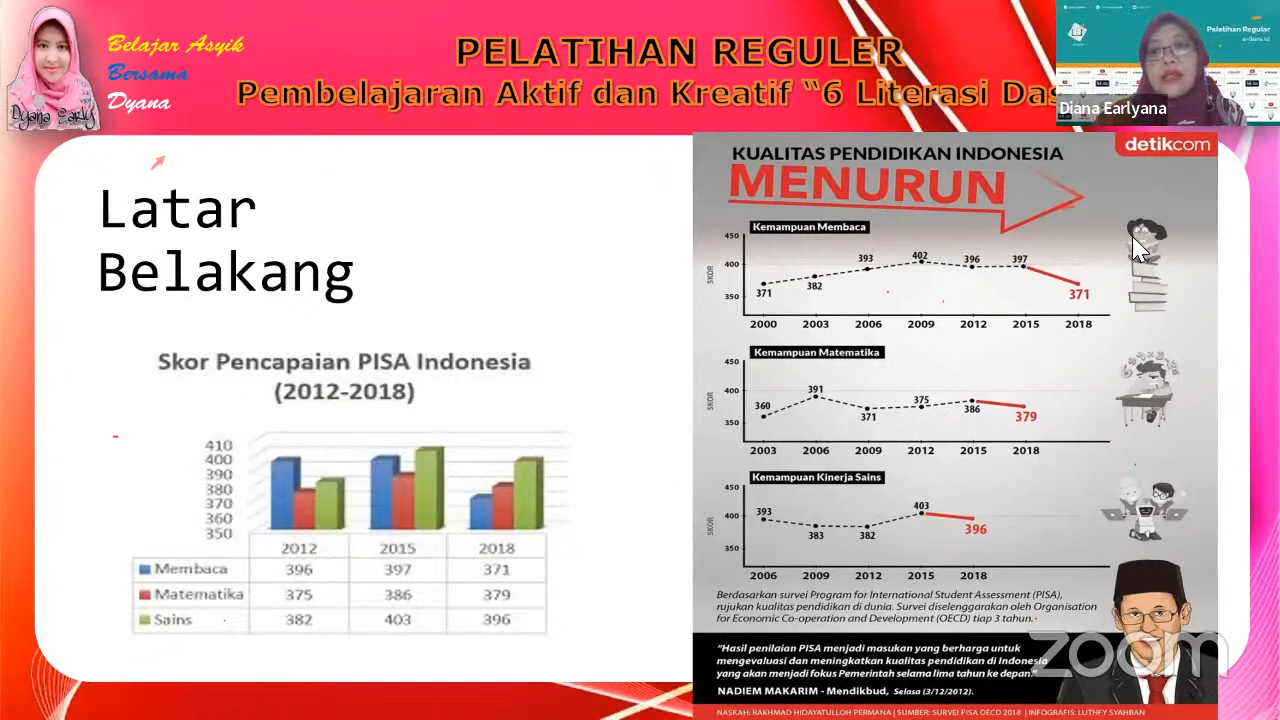 Belajar Asyik
Bersama
Dyana
Dyana Early
PELATIHAN REGULER
Pembelajaran Aktif dan Kreatif “6 Literasi Das
Pelatihan Regular
e-Guru.id
Diana Earlyana
Latar
Belakang
Skor Pencapaian PISA Indonesia
(2012-2018)
410
400
390
380
370
360
350
2012 2015 2018
Membaca 396 397 371
Matematika 375 386 379
Sains 382 403 396
detikcom
KUALITAS PENDIDIKAN INDONESIA
MENURUN
Kemampuan Membaca
450
400
350
SKOR
371 382 393 402 396 397 371
2000 2003 2006 2009 2012 2015 2018
Kemampuan Matematika
450
400
350
SKOR
360 391 371 375 386 379
2003 2006 2009 2012 2015 2018
Kemampuan Kinerja Sains
450
400
350
SKOR
393 383 382 403 396
2006 2009 2012 2015 2018
Berdasarkan survei Program for International Student Assessment (PISA),
rujukan kualitas pendidikan di dunia. Survei diselenggarakan oleh Organisation
for Economic Co-operation and Development (OECD) tiap 3 tahun.
"Hasil penilaian PISA menjadi masukan yang berharga untuk
mengevaluasi dan meningkatkan kualitas pendidikan di Indonesia
yang akan menjadi fokus Pemerintah selama lima tahun ke depan."
NADIEM MAKARIM - Mendikbud, Selasa (3/12/2012).
NASKAH: RAKHMAD HIDAYATULLOH PERMANA | SUMBER: SURVEI PISA OECD 2018 | INFOGRAFIS: LUTHFY SYAHBAN
zoom